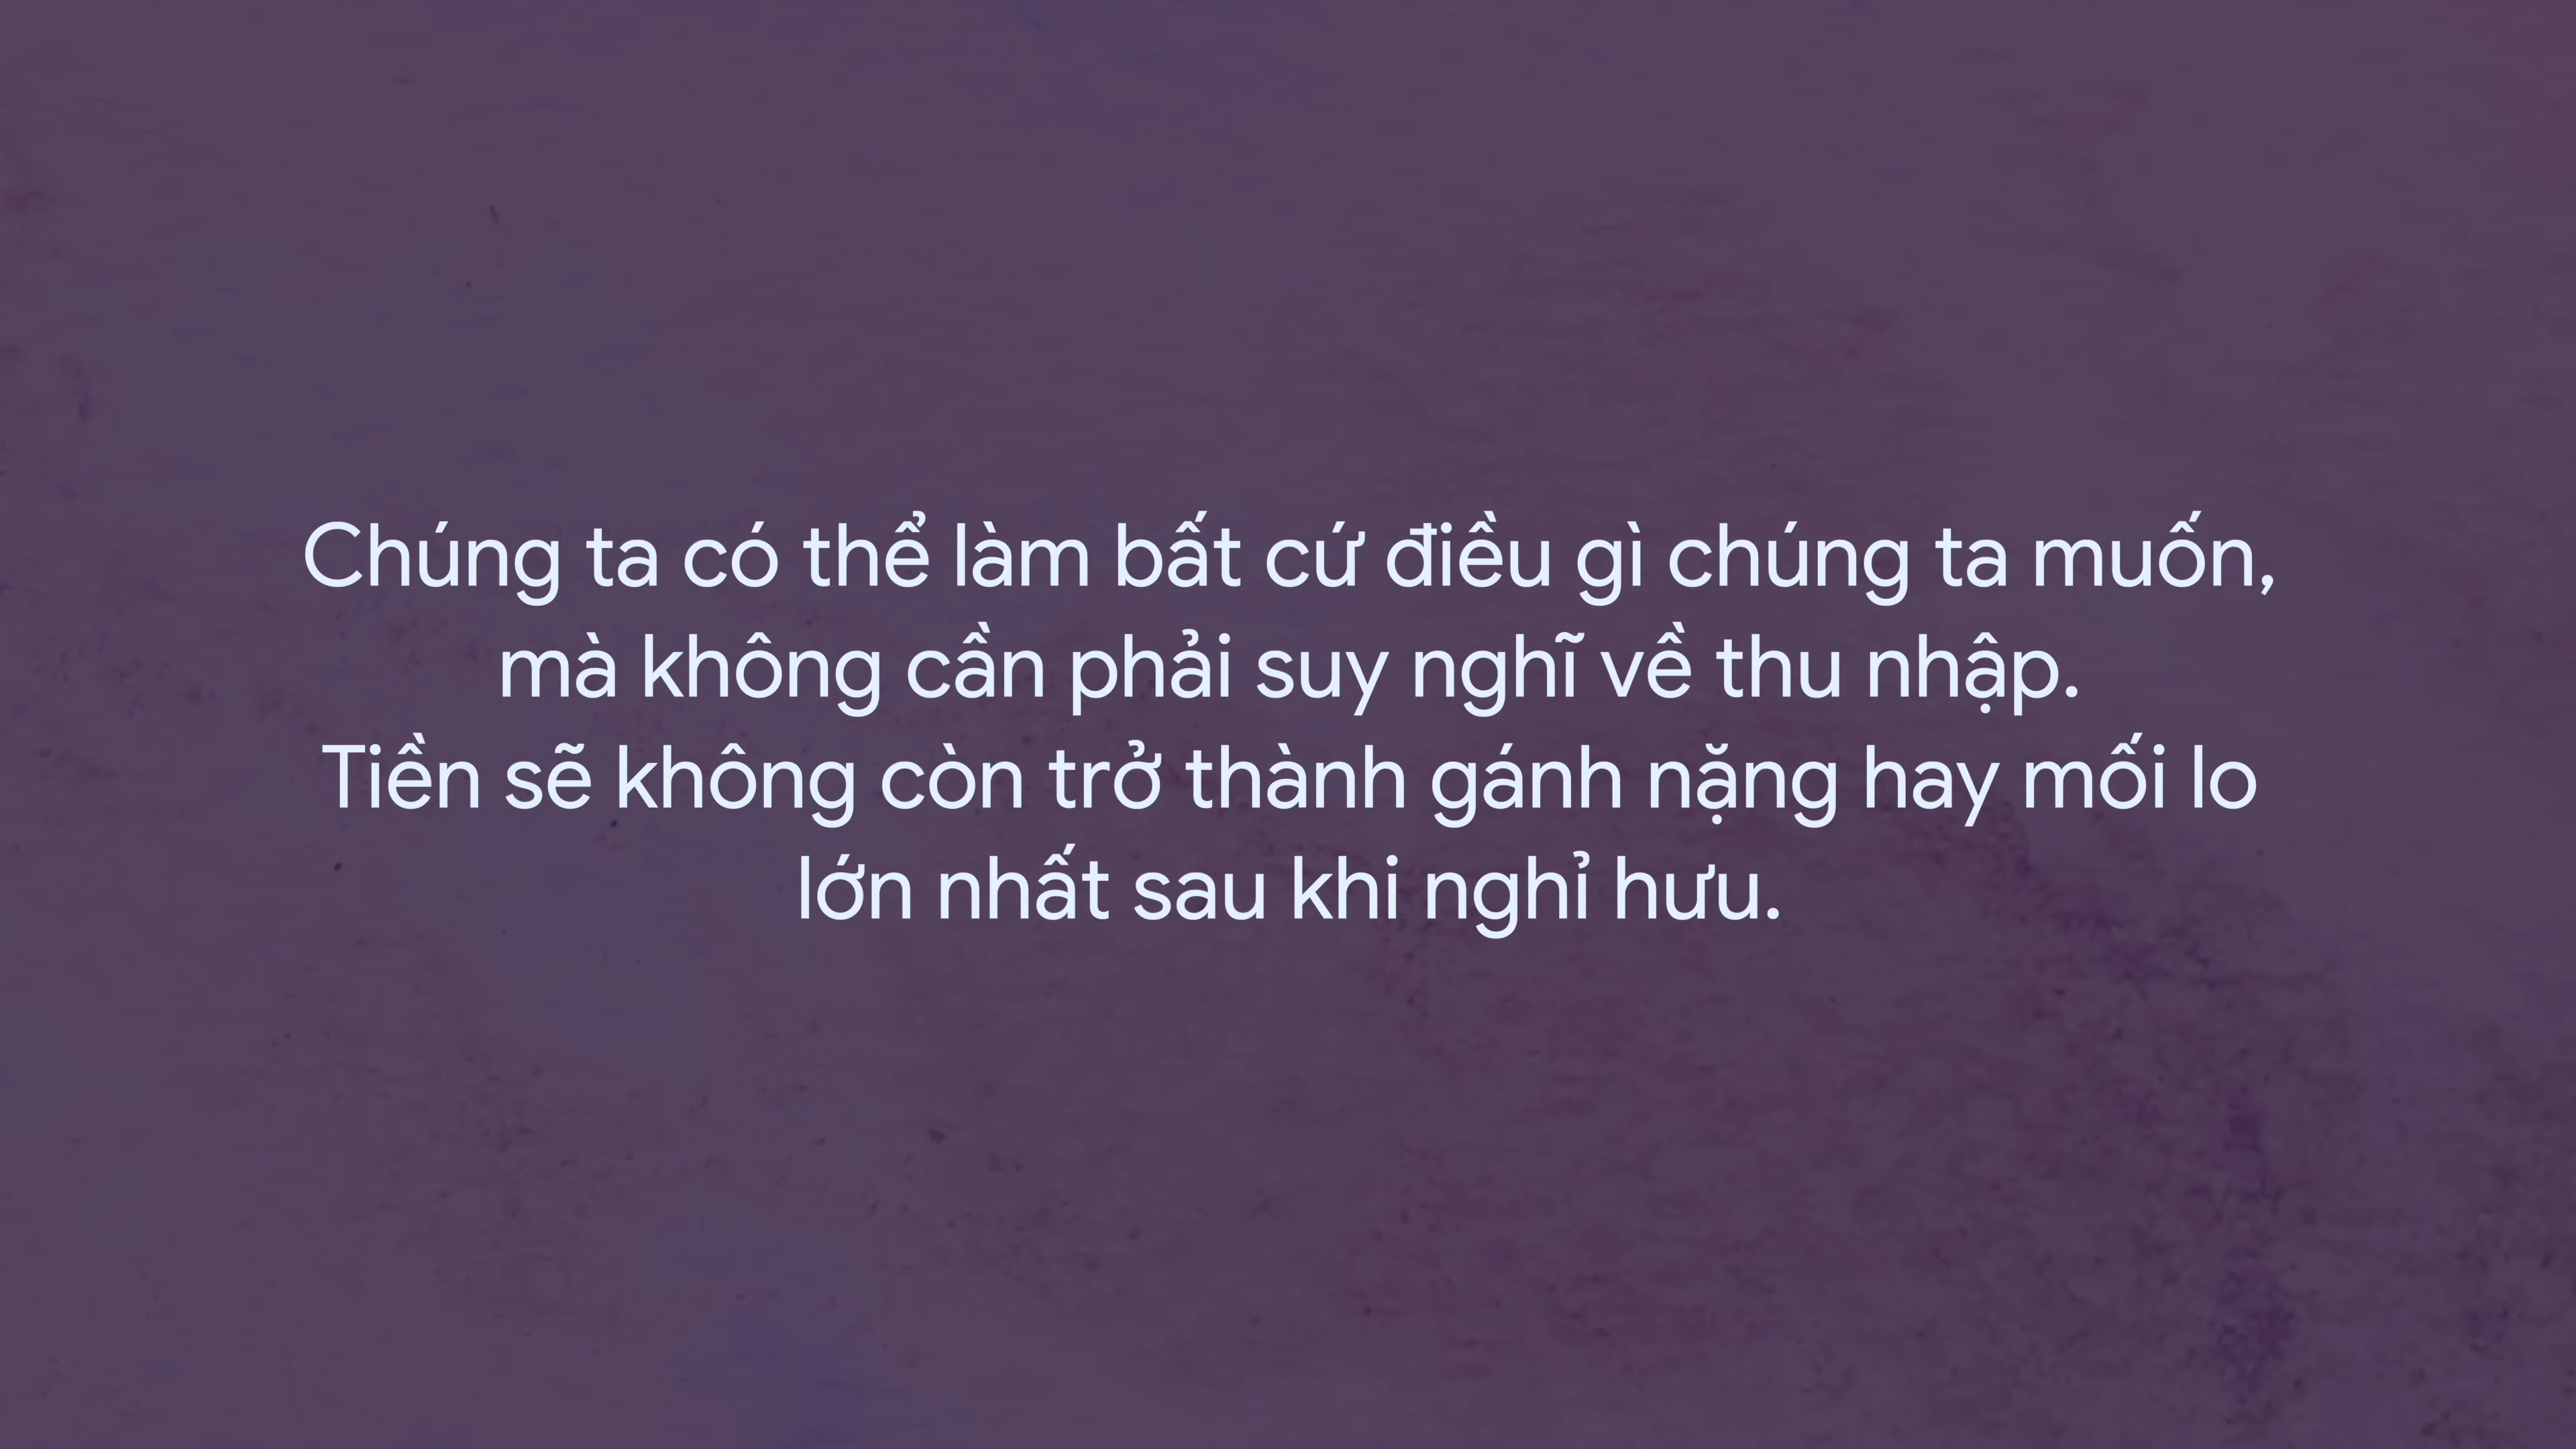 Chúng ta có thể làm bất cứ điều gì chúng ta muốn,
mà không cần phải suy nghĩ về thu nhập.
Tiền sẽ không còn trở thành gánh nặng hay mối lo
lớn nhất sau khi nghỉ hưu.